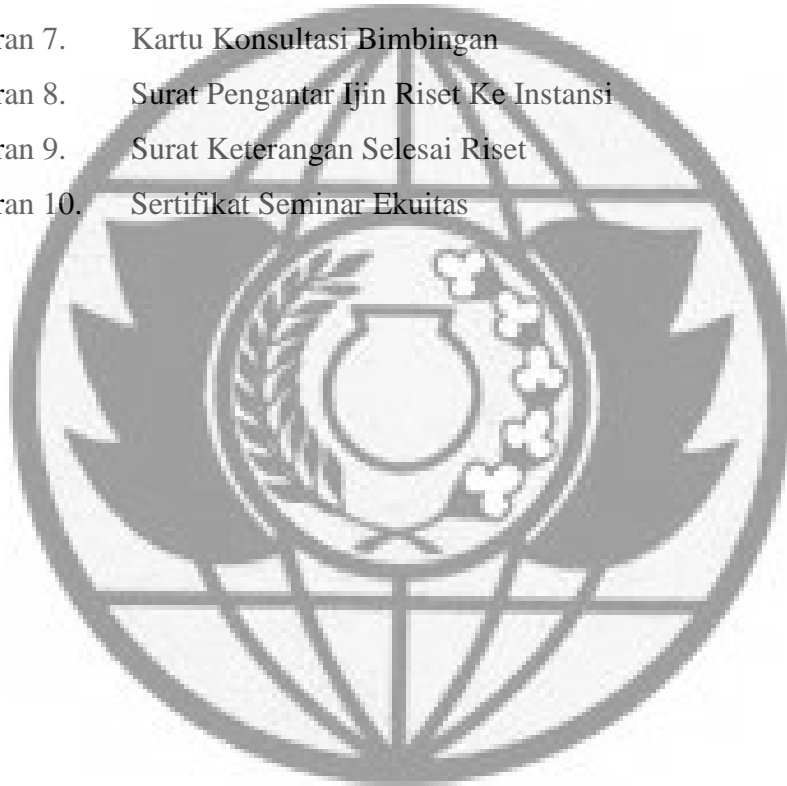 ran 7. Kartu Konsultasi Bimbingan
ran 8. Surat Pengantar Ijin Riset Ke Instansi
ran 9. Surat Keterangan Selesai Riset
ran 10. Sertifikat Seminar Ekuitas